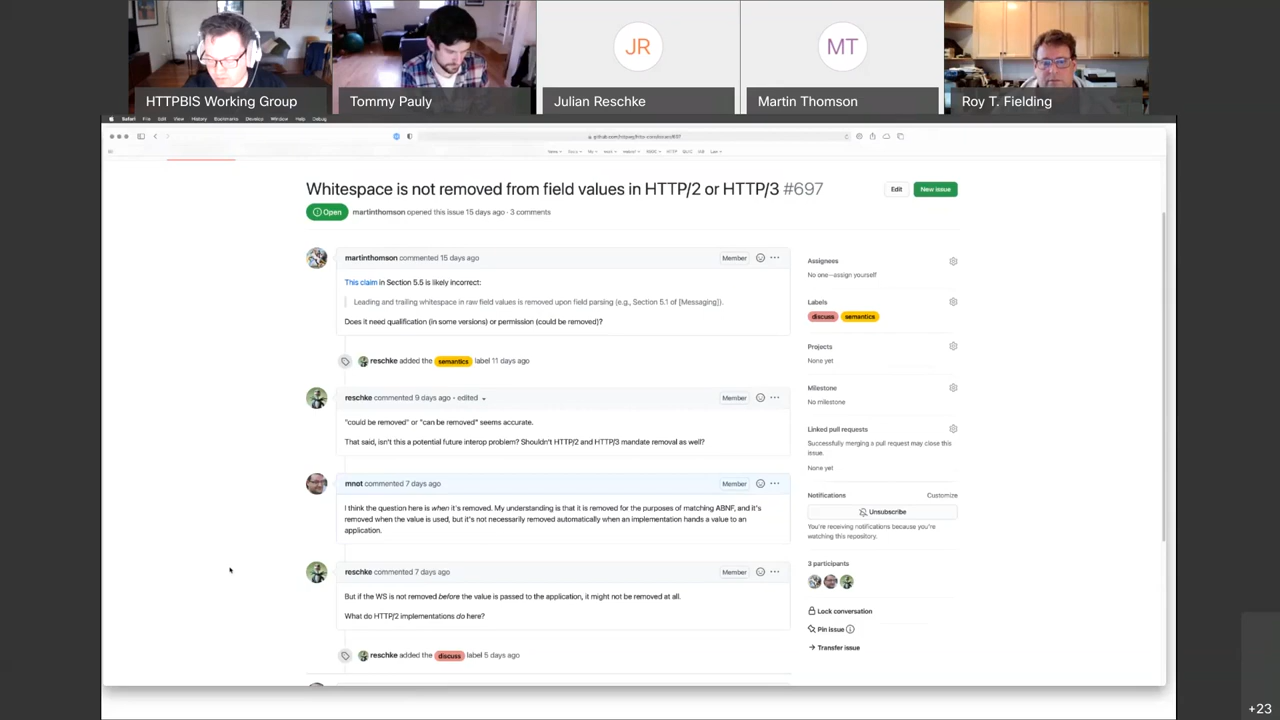 JR
MT
HTTPBIS Working Group
Tommy Pauly
Julian Reschke
Martin Thomson
Roy T. Fielding
Safari File Edit View History Bookmarks Develop Window Help Debug
Whitespace is not removed from field values in HTTP/2 or HTTP/3 #697
Edit
New issue
Open
martinthomson opened this issue 15 days ago · 3 comments
martinthomson commented 15 days ago
Member
This claim in Section 5.5 is likely incorrect:
Leading and trailing whitespace in raw field values is removed upon field parsing (e.g., Section 5.1 of [Messaging]).
Does it need qualification (in some versions) or permission (could be removed)?
reschke added the semantics label 11 days ago
reschke commented 9 days ago · edited
Member
"could be removed" or "can be removed" seems accurate.
That said, isn't this a potential future interop problem? Shouldn't HTTP/2 and HTTP/3 mandate removal as well?
mnot commented 7 days ago
Member
I think the question here is when it's removed. My understanding is that it is removed for the purposes of matching ABNF, and it's
removed when the value is used, but it's not necessarily removed automatically when an implementation hands a value to an
application.
reschke commented 7 days ago
Member
But if the WS is not removed before the value is passed to the application, it might not be removed at all.
What do HTTP/2 implementations do here?
reschke added the discuss label 5 days ago
Assignees
No one—assign yourself
Labels
discuss
semantics
Projects
None yet
Milestone
No milestone
Linked pull requests
Successfully merging a pull request may close this
issue.
None yet
Notifications
Customize
Unsubscribe
You're receiving notifications because you're
watching this repository.
3 participants
Lock conversation
Pin issue
Transfer issue
+23